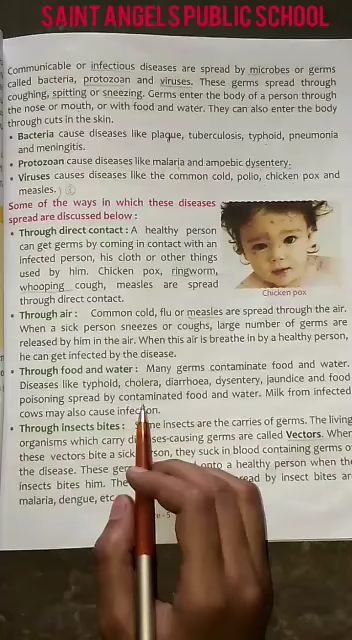 SAINT ANGELS PUBLIC SCHOOL
Communicable or infectious diseases are spread by microbes or germs
called bacteria, protozoan and viruses. These germs spread through
coughing, spitting or sneezing. Germs enter the body of a person through
the nose or mouth, or with food and water. They can also enter the body
through cuts in the skin.
• Bacteria cause diseases like plague, tuberculosis, typhoid, pneumonia
and meningitis.
• Protozoan cause diseases like malaria and amoebic dysentery.
• Viruses causes diseases like the common cold, polio, chicken pox and
measles.
Some of the ways in which these diseases
spread are discussed below :
• Through direct contact : A healthy person
can get germs by coming in contact with an
infected person, his cloth or other things
used by him. Chicken pox, ringworm,
whooping cough, measles are spread
through direct contact.
Chicken pox
• Through air : Common cold, flu or measles are spread through the air.
When a sick person sneezes or coughs, large number of germs are
released by him in the air. When this air is breathe in by a healthy person,
he can get infected by the disease.
• Through food and water : Many germs contaminate food and water.
Diseases like typhoid, cholera, diarrhoea, dysentery, jaundice and food
poisoning spread by contaminated food and water. Milk from infected
cows may also cause infection.
• Through insects bites : Some insects are the carries of germs. The living
organisms which carry diseases-causing germs are called Vectors. When
these vectors bite a sick person, they suck in blood containing germs
the disease. These onto a healthy person when the
insects bites him. The by insect bites are
malaria, dengue, etc
- 5